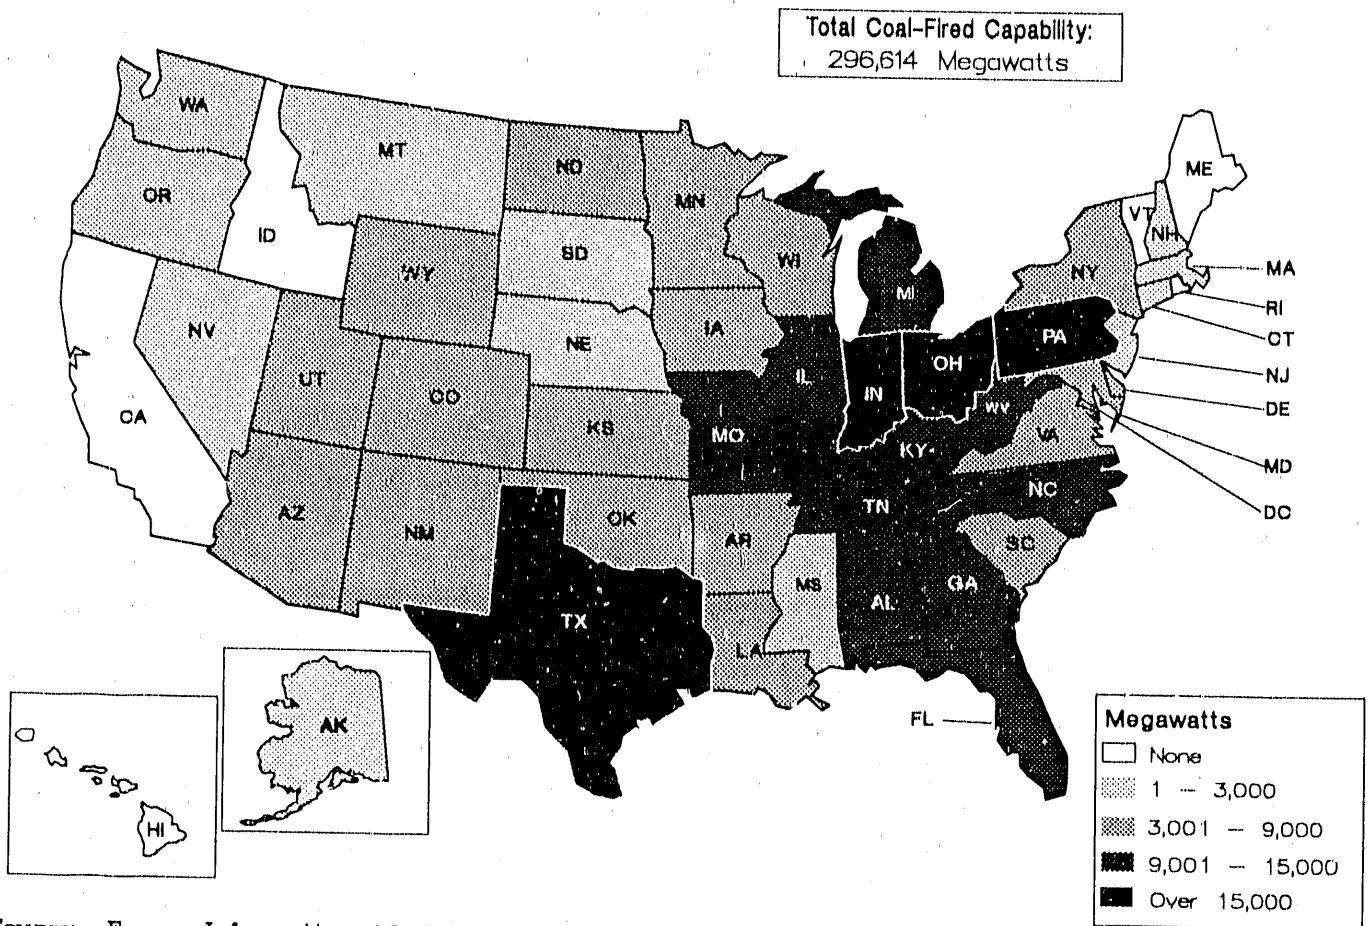 Total Coal-Fired Capability:
296,614 Megawatts
WA
MT
ND
MN
OR
ID
SD
WI
WY
MI
NY
VT
NH
ME
MA
RI
CT
NJ
DE
MD
DC
NV
UT
CO
NE
IA
IL
IN
OH
PA
CA
KS
MO
KY
WV
VA
AZ
NM
OK
AR
TN
NC
SC
TX
LA
MS
AL
GA
FL
AK
HI
Megawatts
None
1 - 3,000
3,001 - 9,000
9,001 - 15,000
Over 15,000